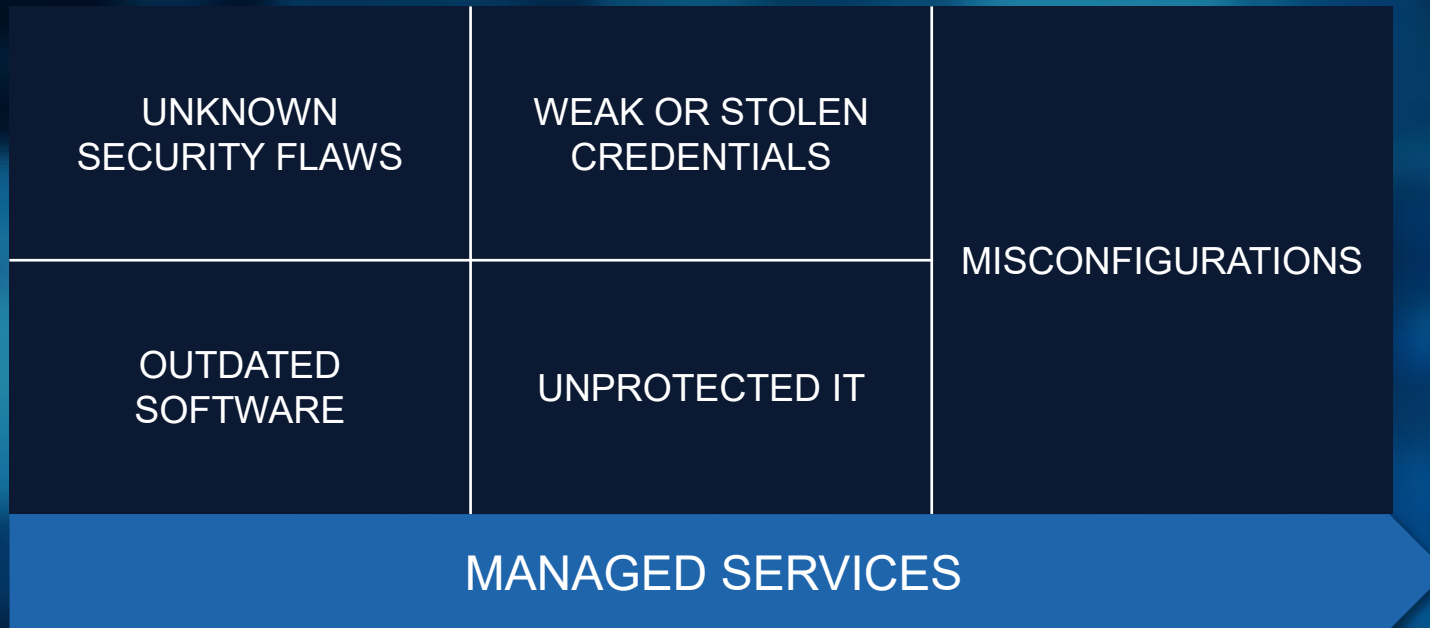 UNKNOWN
SECURITY FLAWS
WEAK OR STOLEN
CREDENTIALS
MISCONFIGURATIONS
OUTDATED
SOFTWARE
UNPROTECTED IT
MANAGED SERVICES